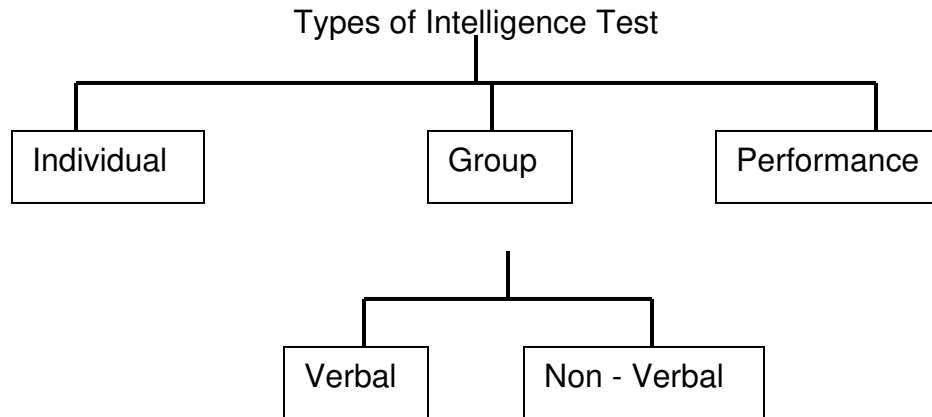 Types of Intelligence Test
Individual
Group
Performance
Verbal
Non - Verbal